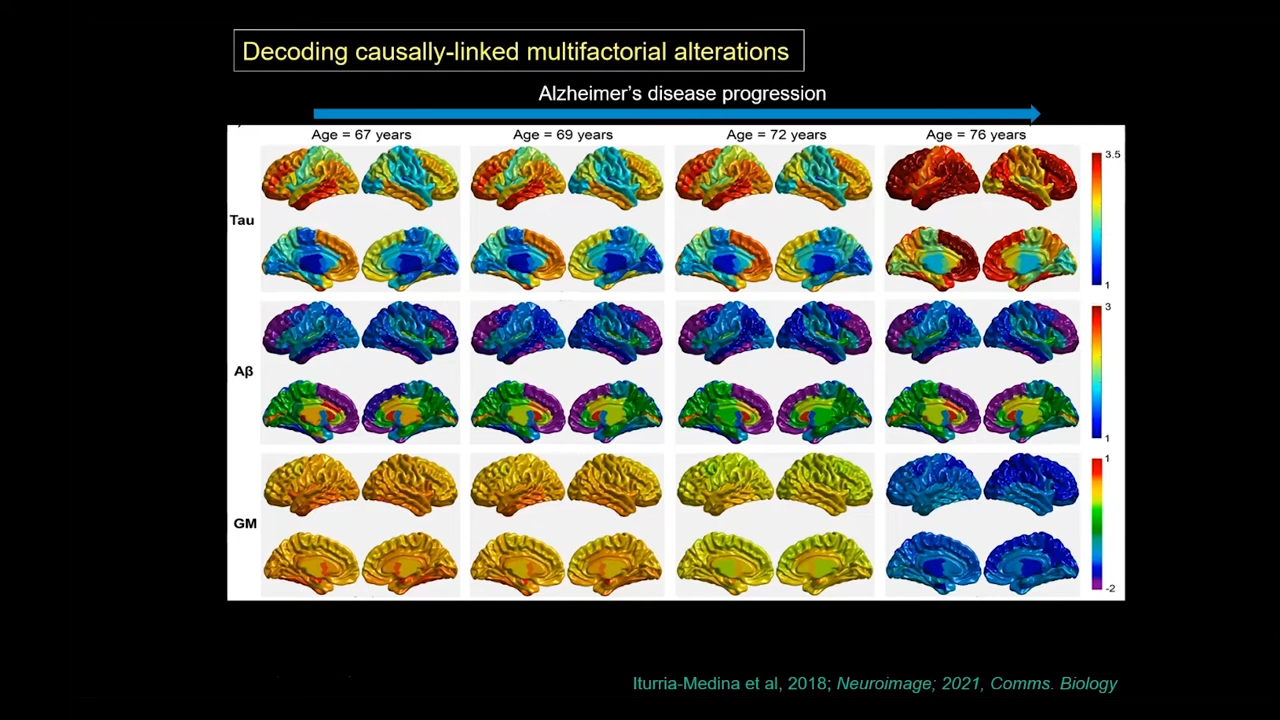 Decoding causally-linked multifactorial alterations
Alzheimer's disease progression
Age = 67 years
Age = 69 years
Age = 72 years
Age = 76 years
Tau
3.5
1
Aβ
3
1
GM
1
-2
Iturria-Medina et al, 2018; Neuroimage; 2021, Comms. Biology